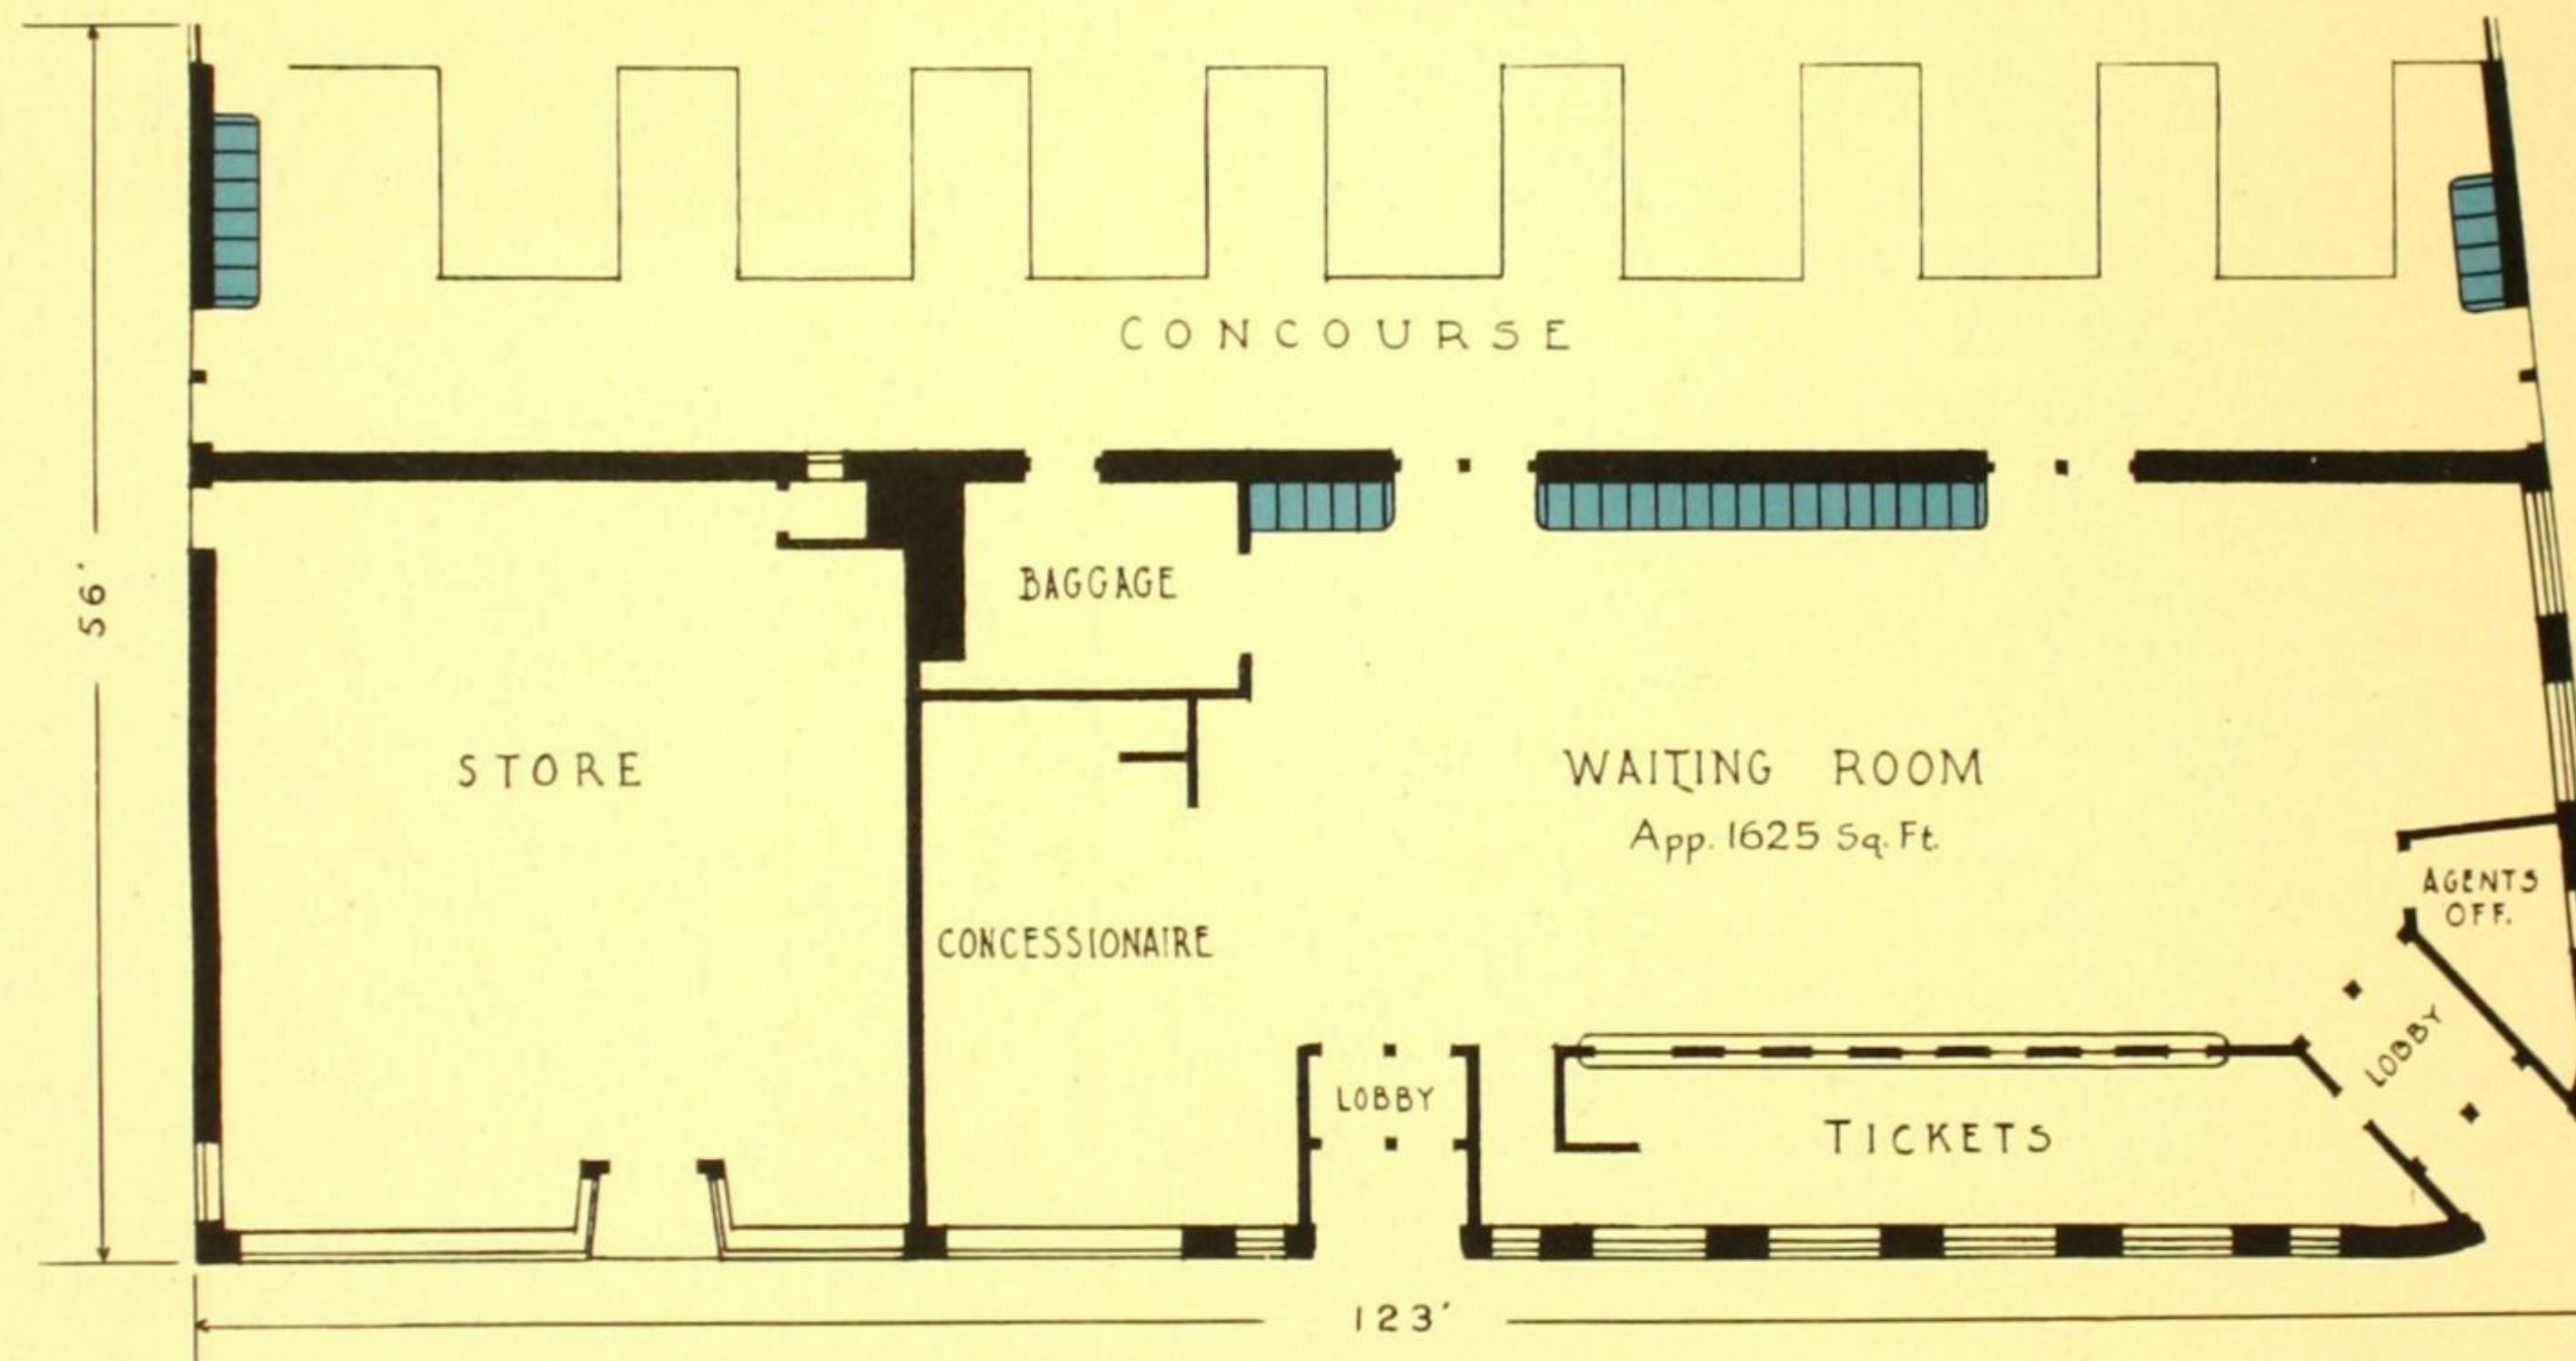 CONCOURSE
56'
BAGGAGE
STORE
WAITING ROOM
App. 1625 Sq. Ft.
AGENTS
OFF.
CONCESSIONAIRE
LOBBY
LOBBY
TICKETS
123'